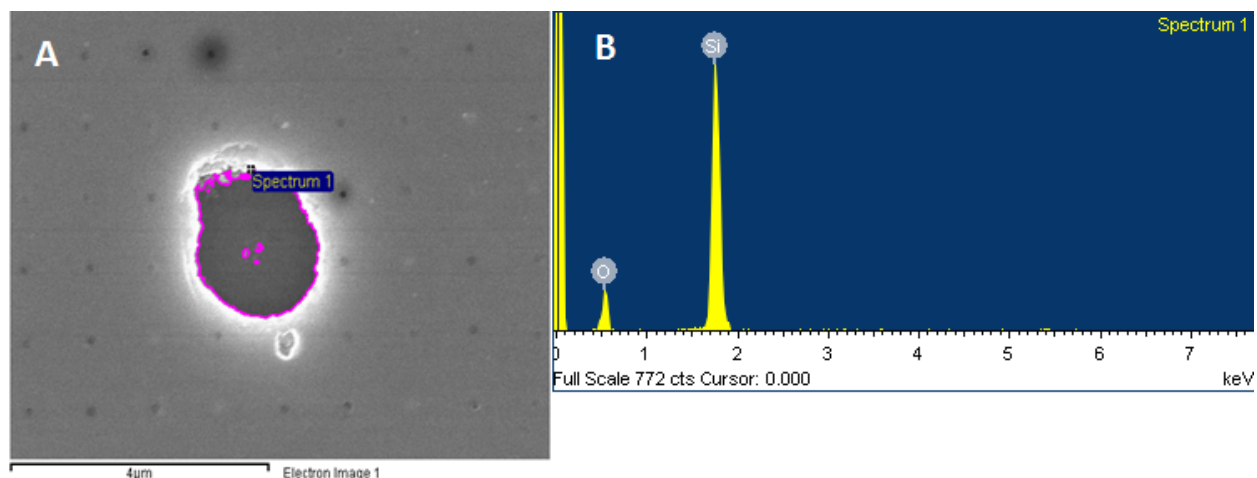 A
Spectrum 1
4µm
Electron Image 1
B
Spectrum 1
Si
O
0 1 2 3 4 5 6 7
Full Scale 772 cts Cursor: 0.000
keV